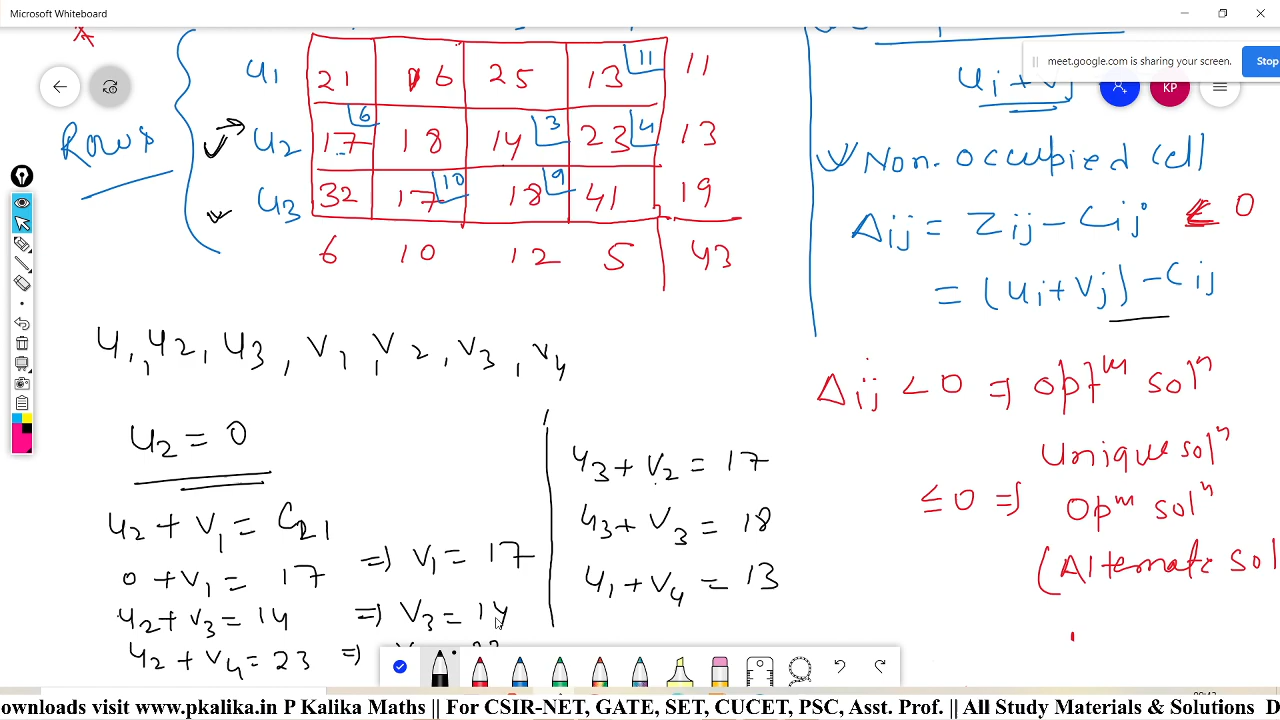 Microsoft Whiteboard
meet.google.com is sharing your screen.
Stop
KP
Rows
u1 21 16 25 13 11 11
u2 17 6 18 14 3 23 4 13
u3 32 17 10 18 9 41 19
6 10 12 5 43
u1, u2, u3, v1, v2, v3, v4
u2 = 0
u2 + v1 = C21
0 + v1 = 17 => v1 = 17
u2 + v3 = 14 => v3 = 14
u2 + v4 = 23 =>
u3 + v2 = 17
u3 + v3 = 18
u1 + v4 = 13
ui + vj
Non. occupied cell
Δij = Zij - Cij ≤ 0
= (ui + vj) - Cij
Δij < 0 => optm soln
Unique soln
≤ 0 => Opm soln
(Alternate sol
ownloads visit www.pkalika.in P Kalika Maths || For CSIR-NET, GATE, SET, CUCET, PSC, Asst. Prof. || All Study Materials & Solutions D